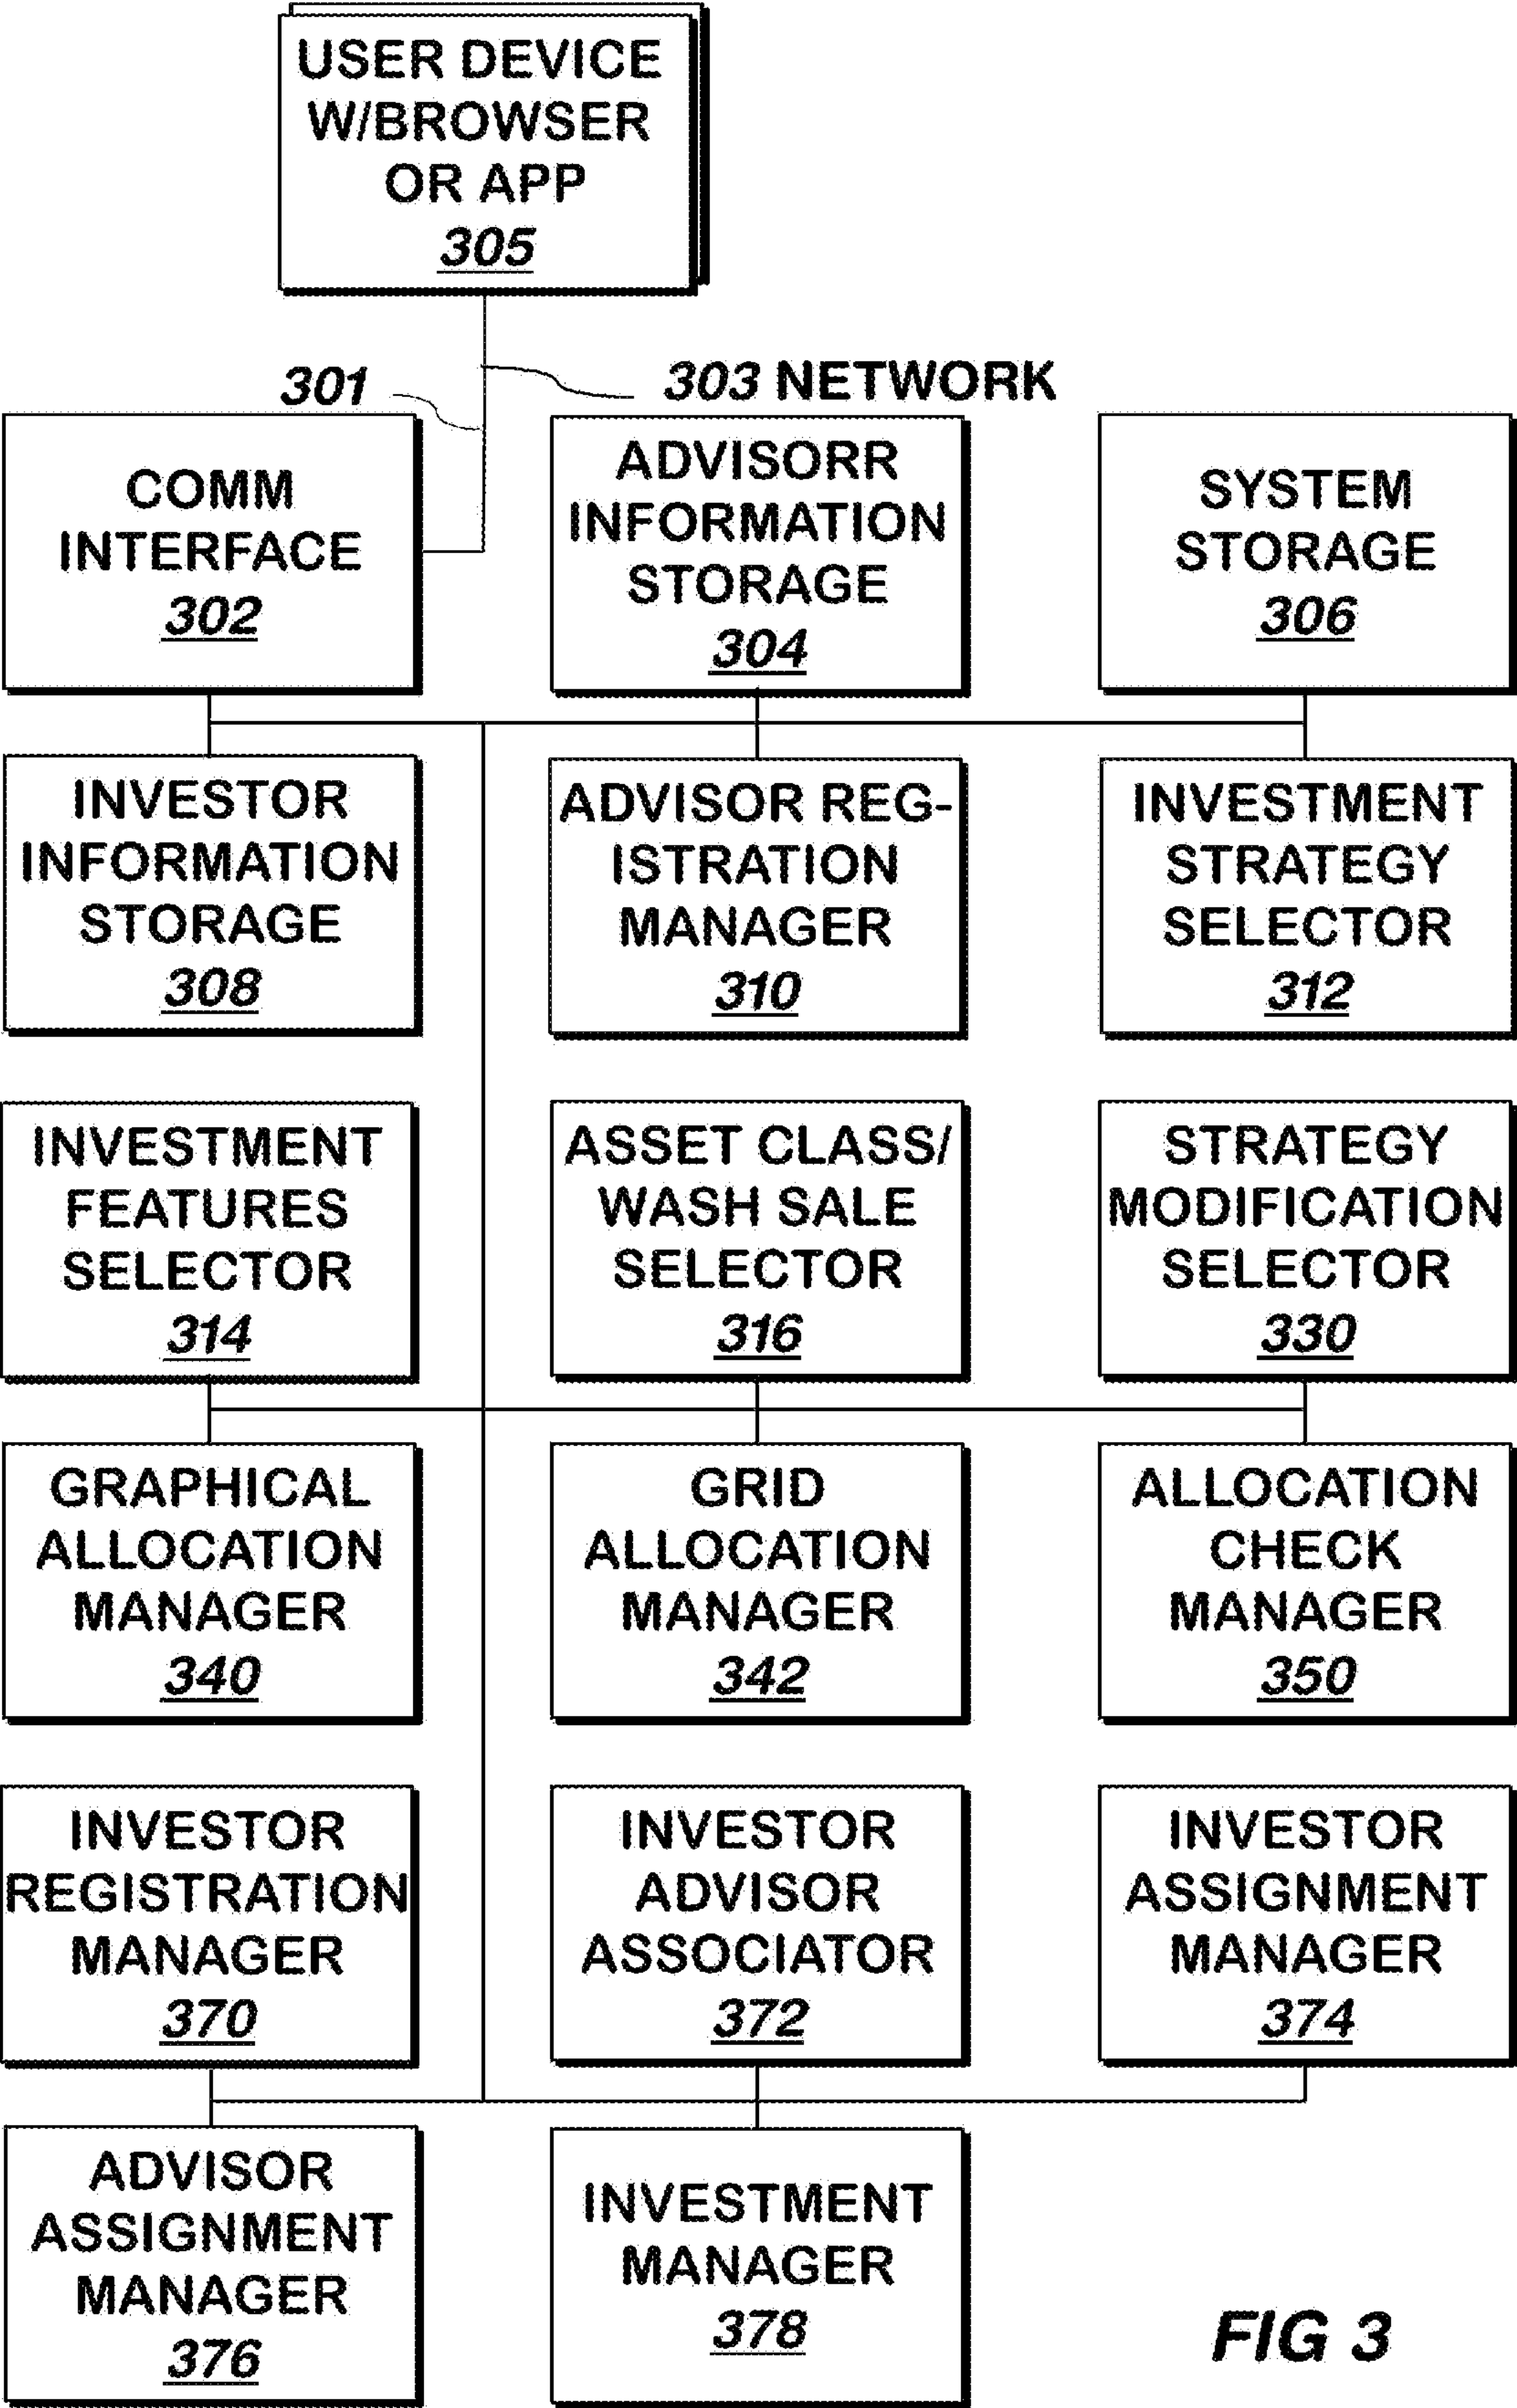 USER DEVICE
W/BROWSER
OR APP
305
301
303 NETWORK
COMM
INTERFACE
302
ADVISORR
INFORMATION
STORAGE
304
SYSTEM
STORAGE
306
INVESTOR
INFORMATION
STORAGE
308
ADVISOR REG-
ISTRATION
MANAGER
310
INVESTMENT
STRATEGY
SELECTOR
312
INVESTMENT
FEATURES
SELECTOR
314
ASSET CLASS/
WASH SALE
SELECTOR
316
STRATEGY
MODIFICATION
SELECTOR
330
GRAPHICAL
ALLOCATION
MANAGER
340
GRID
ALLOCATION
MANAGER
342
ALLOCATION
CHECK
MANAGER
350
INVESTOR
REGISTRATION
MANAGER
370
INVESTOR
ADVISOR
ASSOCIATOR
372
INVESTOR
ASSIGNMENT
MANAGER
374
ADVISOR
ASSIGNMENT
MANAGER
376
INVESTMENT
MANAGER
378
FIG 3